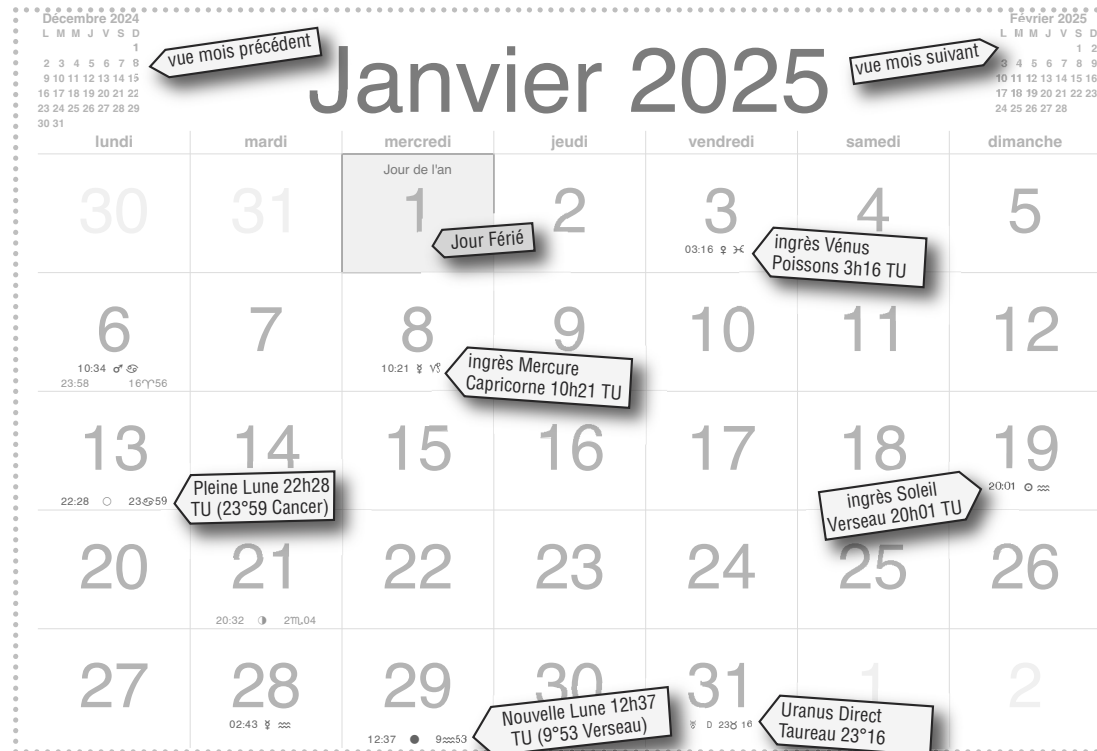 Décembre 2024
L M M J V S D
1
2 3 4 5 6 7 8
9 10 11 12 13 14 15
16 17 18 19 20 21 22
23 24 25 26 27 28 29
30 31
vue mois précédent
Janvier 2025
vue mois suivant
Février 2025
L M M J V S D
1 2
3 4 5 6 7 8 9
10 11 12 13 14 15 16
17 18 19 20 21 22 23
24 25 26 27 28
lundi mardi mercredi jeudi vendredi samedi dimanche
Jour de l'an
30 31 1 2 3 4 5
Jour Férié
03:16 ♀ ♓
ingrès Vénus
Poissons 3h16 TU
6 7 8 9 10 11 12
10:34 ♂ ♋
23:58 16♈56
10:21 ☿ ♑
ingrès Mercure
Capricorne 10h21 TU
13 14 15 16 17 18 19
22:28 ○ 23♋59
Pleine Lune 22h28
TU (23°59 Cancer)
ingrès Soleil
Verseau 20h01 TU
20:01 ☉ ♒
20 21 22 23 24 25 26
20:32 ◑ 2♏04
27 28 29 30 31 1 2
02:43 ☿ ♒
12:37 ● 9♒53
Nouvelle Lune 12h37
TU (9°53 Verseau)
♅ D 23♉16
Uranus Direct
Taureau 23°16